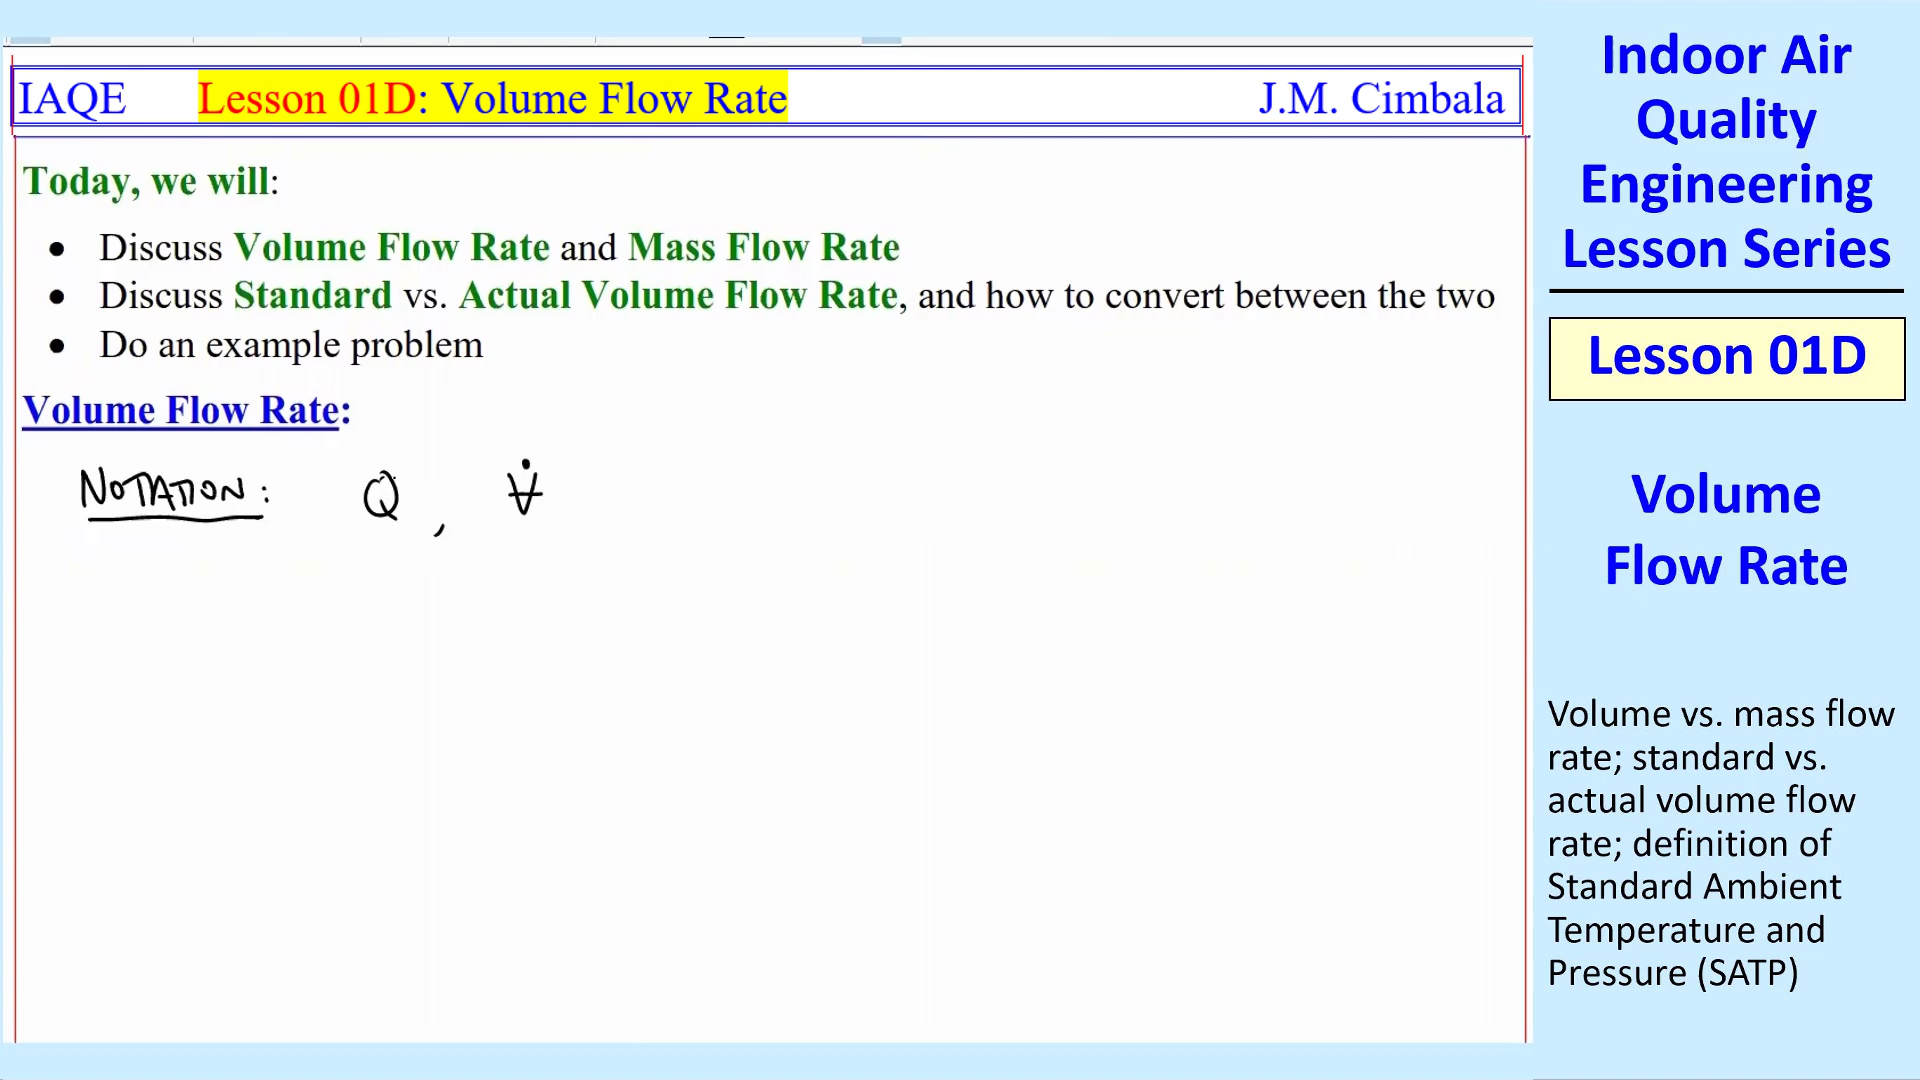 IAQE Lesson 01D: Volume Flow Rate J.M. Cimbala
Today, we will:
• Discuss Volume Flow Rate and Mass Flow Rate
• Discuss Standard vs. Actual Volume Flow Rate, and how to convert between the two
• Do an example problem
Volume Flow Rate:
NOTATION: Q , V̶̇
Indoor Air
Quality
Engineering
Lesson Series
Lesson 01D
Volume
Flow Rate
Volume vs. mass flow
rate; standard vs.
actual volume flow
rate; definition of
Standard Ambient
Temperature and
Pressure (SATP)